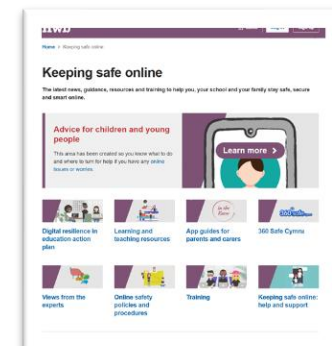 Home > Keeping safe online
Keeping safe online
The latest news, guidance, resources and training to help you, your school and your family stay safe, secure
and smart online.
Advice for children and young
people
This area has been created so you know what to do
and where to turn for help if you have any online
issues or worries.
Learn more >
Digital resilience in
education action
plan
Learning and
teaching resources
App guides for
parents and carers
360 Safe Cymru
Views from the
experts
Online safety
policies and
procedures
Training
Keeping safe online:
help and support